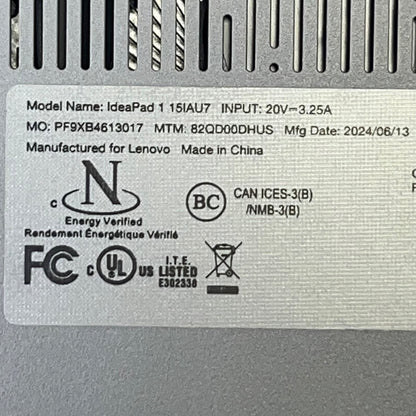 Model Name: IdeaPad 1 15IAU7 INPUT: 20V⎓3.25A
MO: PF9XB4613017 MTM: 82QD00DHUS Mfg Date: 2024/06/13
Manufactured for Lenovo Made in China
c N
Energy Verified
Rendement Énergétique Vérifié
BC
CAN ICES-3(B)
/NMB-3(B)
FC
c UL US LISTED
I.T.E.
E302338